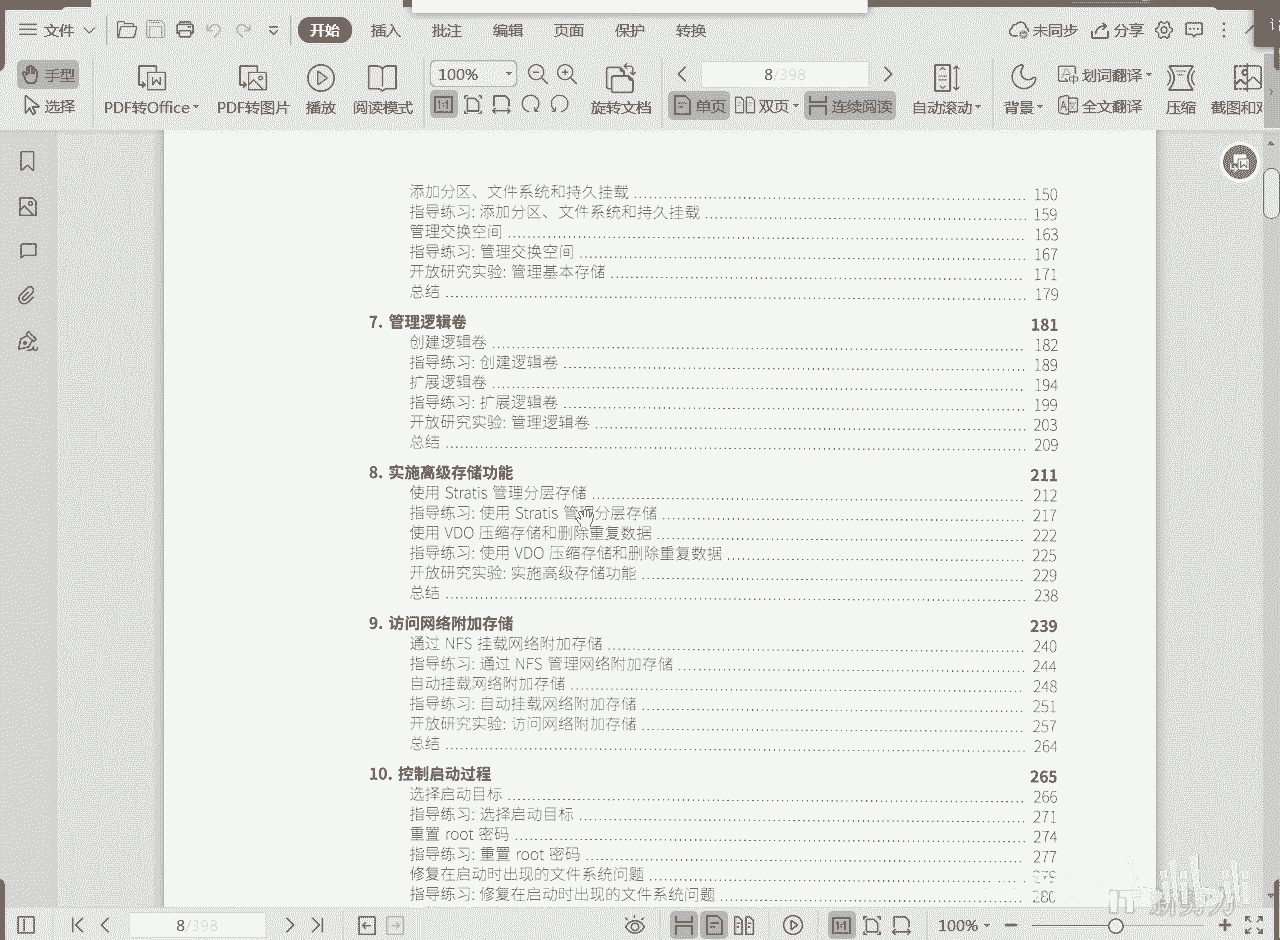 文件
开始 插入 批注 编辑 页面 保护 转换
未同步 分享
手型
选择
PDF转Office PDF转图片 播放 阅读模式
100%
旋转文档
8/398
单页 双页 连续阅读
自动滚动 背景
划词翻译
全文翻译
压缩 截图和对
添加分区、文件系统和持久挂载 150
指导练习: 添加分区、文件系统和持久挂载 159
管理交换空间 163
指导练习: 管理交换空间 167
开放研究实验: 管理基本存储 171
总结 179
7. 管理逻辑卷 181
创建逻辑卷 182
指导练习: 创建逻辑卷 189
扩展逻辑卷 194
指导练习: 扩展逻辑卷 199
开放研究实验: 管理逻辑卷 203
总结 209
8. 实施高级存储功能 211
使用 Stratis 管理分层存储 212
指导练习: 使用 Stratis 管理分层存储 217
使用 VDO 压缩存储和删除重复数据 222
指导练习: 使用 VDO 压缩存储和删除重复数据 225
开放研究实验: 实施高级存储功能 229
总结 238
9. 访问网络附加存储 239
通过 NFS 挂载网络附加存储 240
指导练习: 通过 NFS 管理网络附加存储 244
自动挂载网络附加存储 248
指导练习: 自动挂载网络附加存储 251
开放研究实验: 访问网络附加存储 257
总结 264
10. 控制启动过程 265
选择启动目标 266
指导练习: 选择启动目标 271
重置 root 密码 274
指导练习: 重置 root 密码 277
修复在启动时出现的文件系统问题 279
指导练习: 修复在启动时出现的文件系统问题 280
8/398
100%